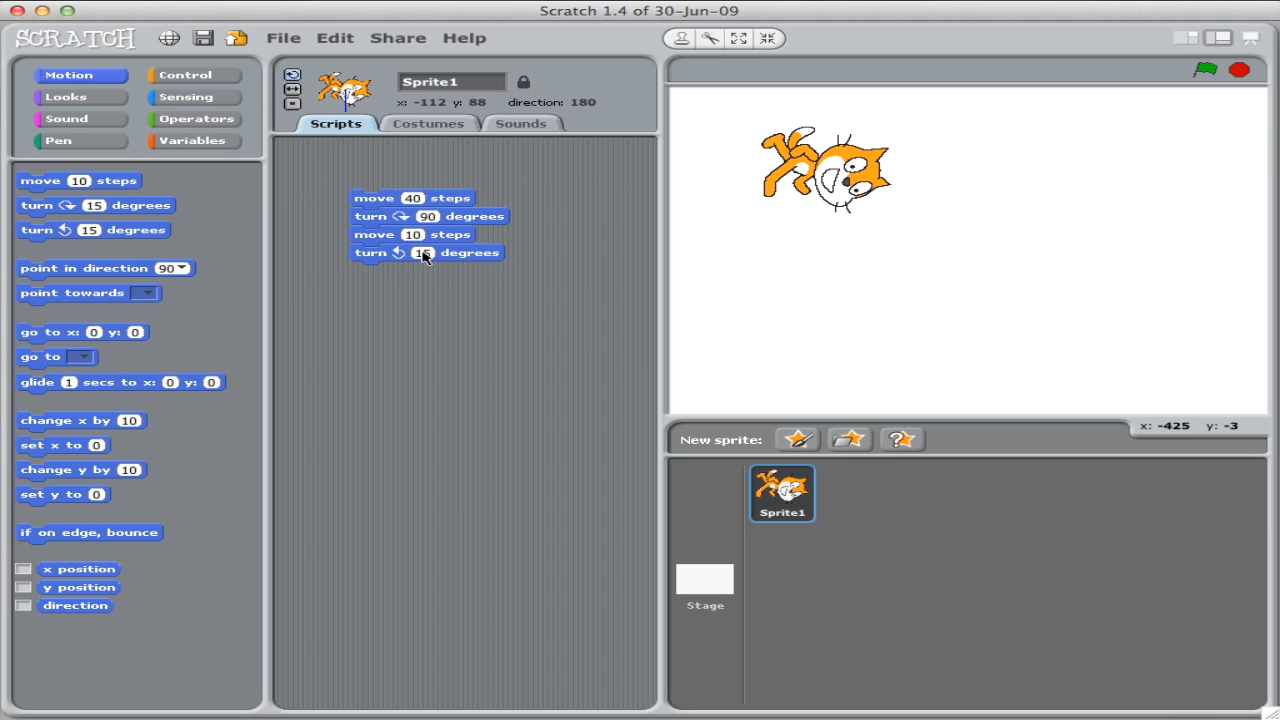 Scratch 1.4 of 30-Jun-09
SCRATCH File Edit Share Help
Motion Control
Looks Sensing
Sound Operators
Pen Variables
move 10 steps
turn 15 degrees
turn 15 degrees
point in direction 90
point towards
go to x: 0 y: 0
go to
glide 1 secs to x: 0 y: 0
change x by 10
set x to 0
change y by 10
set y to 0
if on edge, bounce
x position
y position
direction
Sprite1
x: -112 y: 88 direction: 180
Scripts Costumes Sounds
move 40 steps
turn 90 degrees
move 10 steps
turn 15 degrees
x: -425 y: -3
New sprite:
Sprite1
Stage